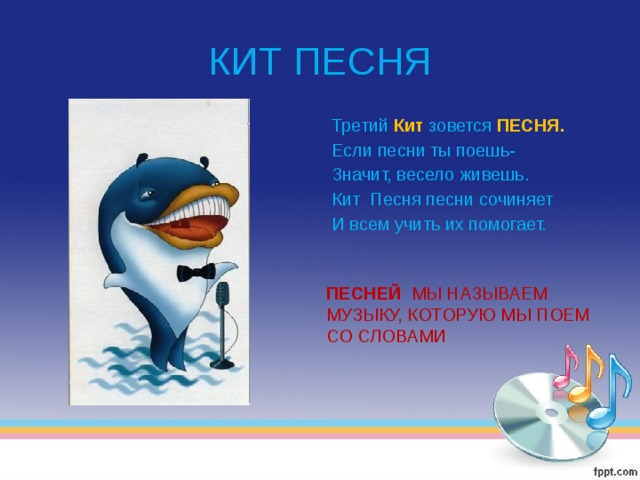 КИТ ПЕСНЯ
Третий Кит зовется ПЕСНЯ.
Если песни ты поешь-
Значит, весело живешь.
Кит Песня песни сочиняет
И всем учить их помогает.
ПЕСНЕЙ МЫ НАЗЫВАЕМ
МУЗЫКУ, КОТОРУЮ МЫ ПОЕМ
СО СЛОВАМИ
fppt.com